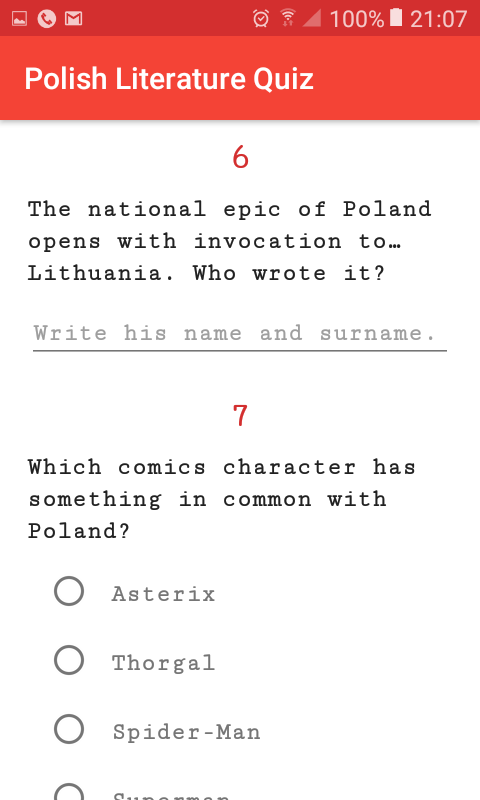 100% 21:07
Polish Literature Quiz
6
The national epic of Poland
opens with invocation to…
Lithuania. Who wrote it?
Write his name and surname.
7
Which comics character has
something in common with
Poland?
Asterix
Thorgal
Spider-Man
Superman